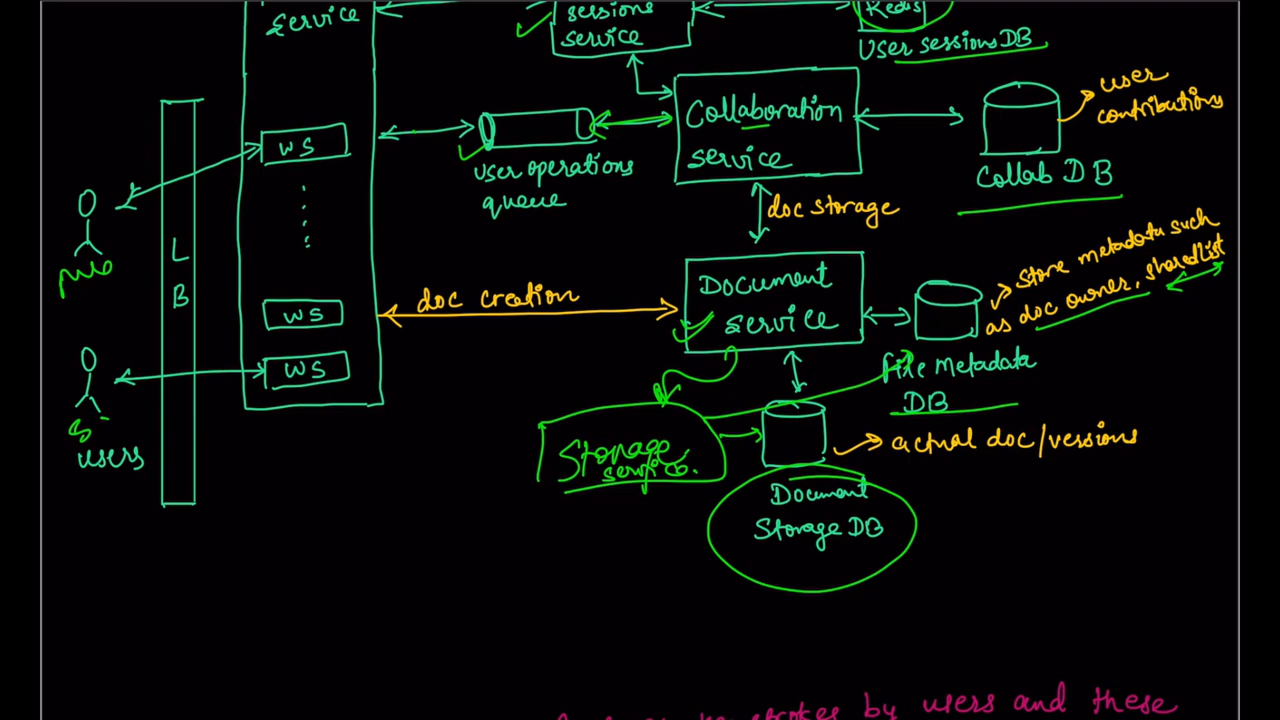 Service
sessions
service
Redis
User sessions DB
WS
User operations
queue
Collaboration
service
user
contributions
Collab DB
doc storage
L
B
doc creation
Document
service
store metadata such
as doc owner, sharedlist
WS
WS
users
file metadata
DB
Storage
service.
actual doc/versions
Document
Storage DB
by users and these